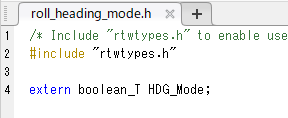 roll_heading_mode.h
1 /* Include "rtwtypes.h" to enable use
2 #include "rtwtypes.h"
3
4 extern boolean_T HDG_Mode;